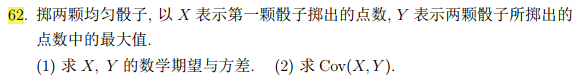 62. 掷两颗均匀骰子, 以 X 表示第一颗骰子掷出的点数, Y 表示两颗骰子所掷出的
点数中的最大值.
(1) 求 X, Y 的数学期望与方差. (2) 求 Cov(X,Y).